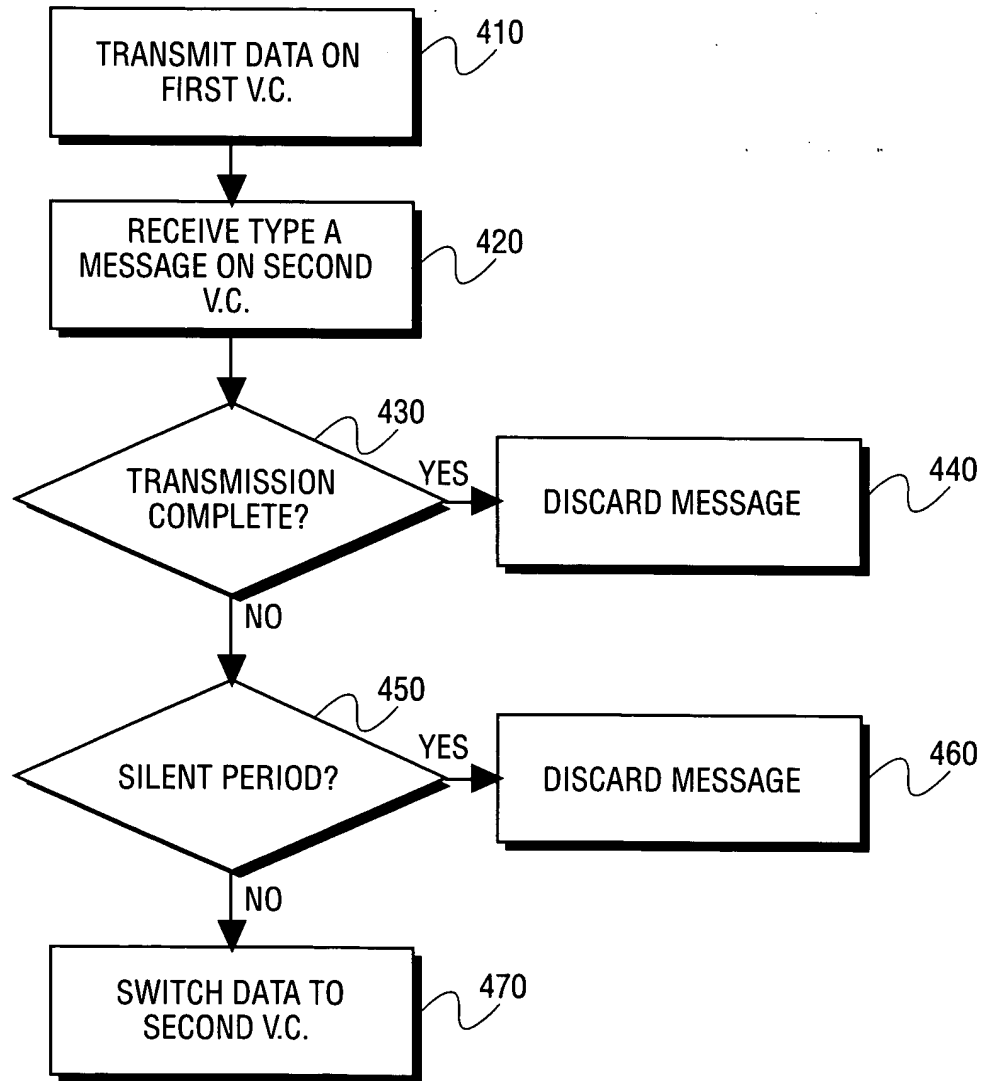 TRANSMIT DATA ON
FIRST V.C.
410
RECEIVE TYPE A
MESSAGE ON SECOND
V.C.
420
430
TRANSMISSION
COMPLETE?
YES
DISCARD MESSAGE
440
NO
450
SILENT PERIOD?
YES
DISCARD MESSAGE
460
NO
SWITCH DATA TO
SECOND V.C.
470